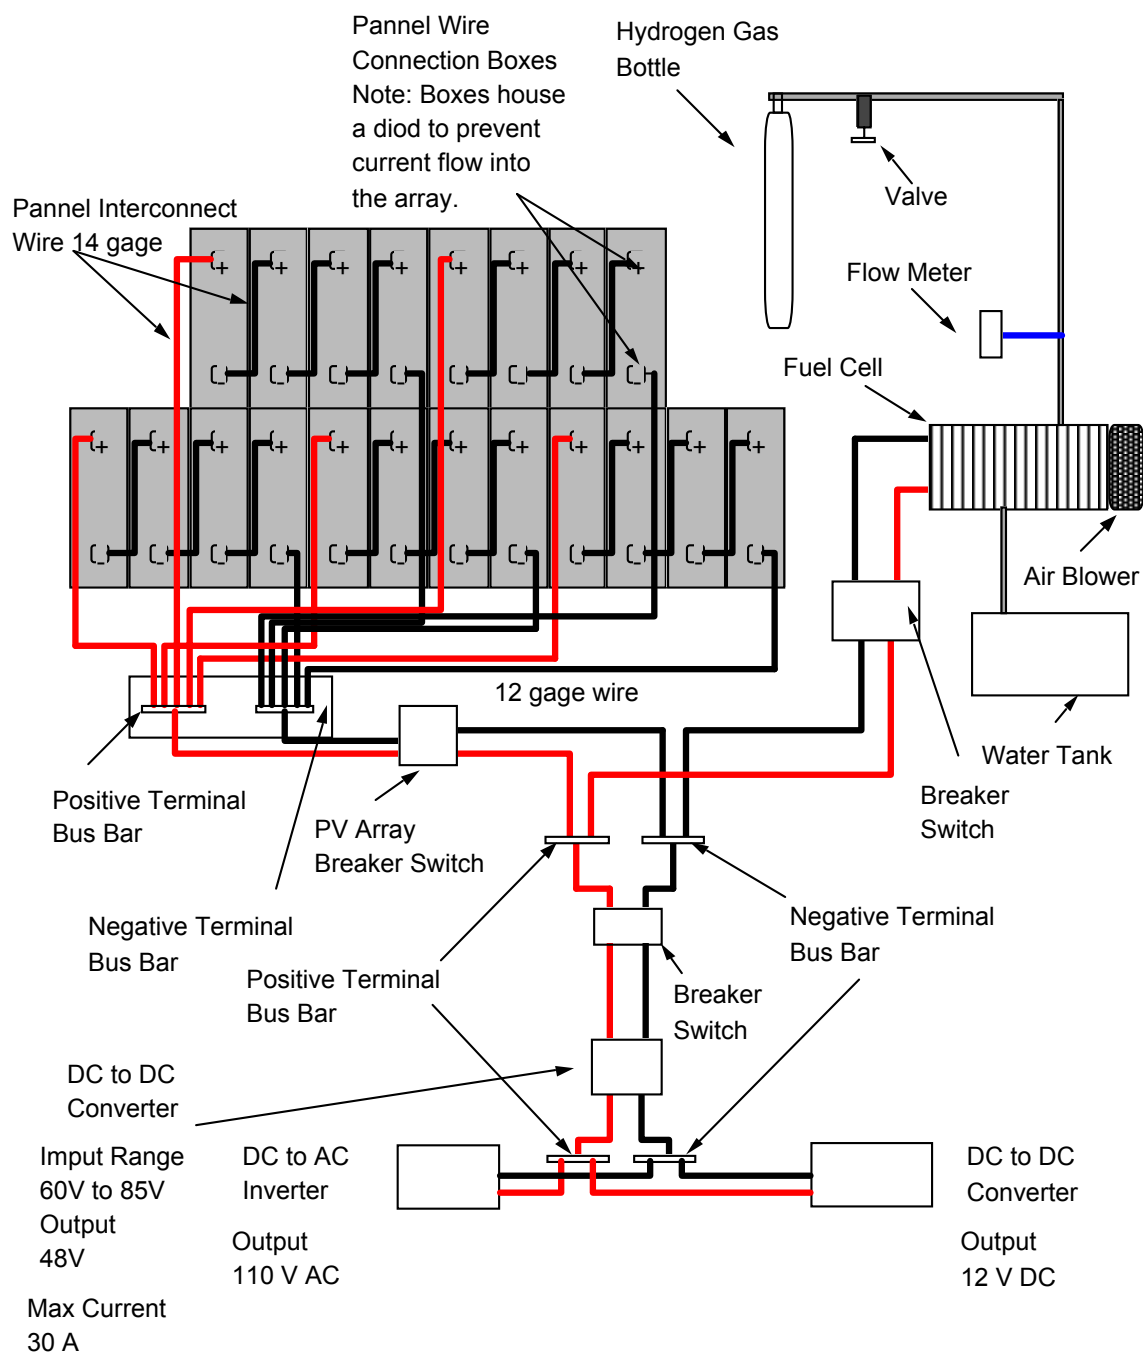 Pannel Wire
Connection Boxes
Note: Boxes house
a diod to prevent
current flow into
the array.
Hydrogen Gas
Bottle
Valve
Pannel Interconnect
Wire 14 gage
Flow Meter
Fuel Cell
Air Blower
12 gage wire
Water Tank
Positive Terminal
Bus Bar
PV Array
Breaker Switch
Breaker
Switch
Negative Terminal
Bus Bar
Negative Terminal
Bus Bar
Positive Terminal
Bus Bar
Breaker
Switch
DC to DC
Converter
Imput Range
60V to 85V
Output
48V
Max Current
30 A
DC to AC
Inverter
Output
110 V AC
DC to DC
Converter
Output
12 V DC